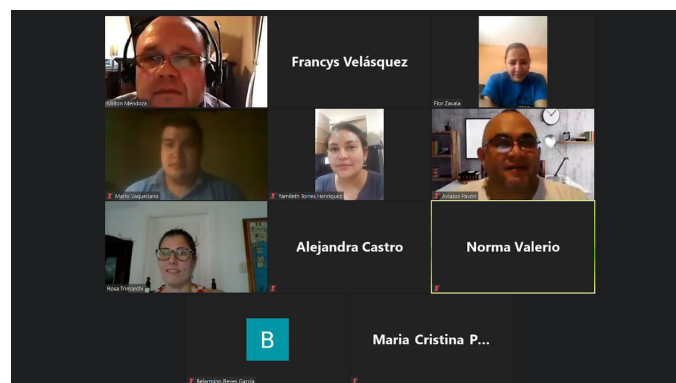 Milton Mendoza
Francys Velásquez
Flor Zavala
Mario Vaquedano
Yamileth Torres Henriquez
Pavón
Rosa Trimarchi
Alejandra Castro
Norma Valerio
B
Belarmino Reyes García
Maria Cristina P...